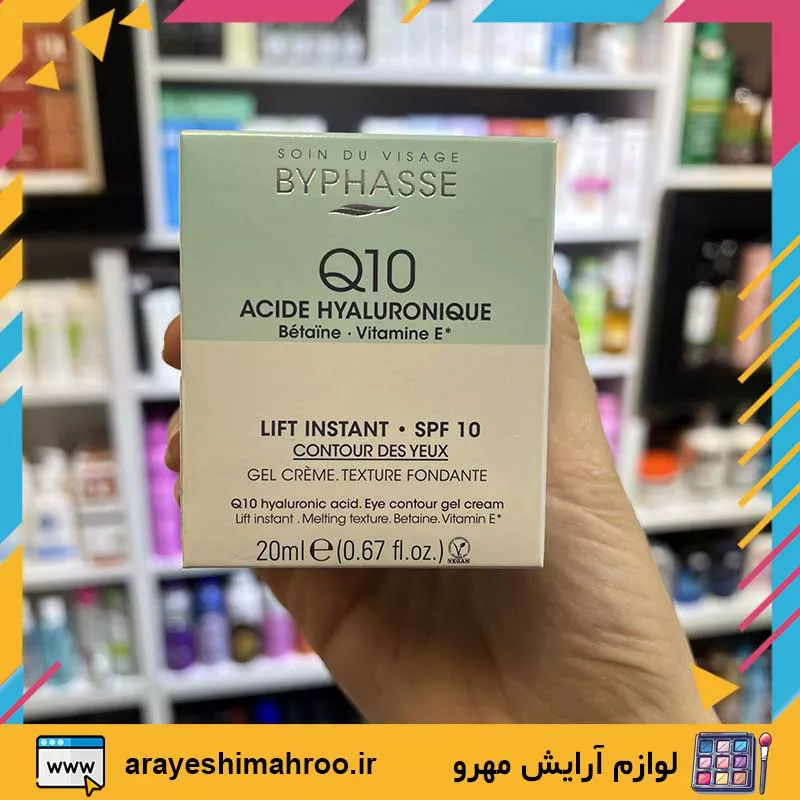 SOIN DU VISAGE
BYPHASSE
Q10
ACIDE HYALURONIQUE
Bétaïne · Vitamine E*
LIFT INSTANT • SPF 10
CONTOUR DES YEUX
GEL CRÈME. TEXTURE FONDANTE
Q10 hyaluronic acid. Eye contour gel cream
Lift instant . Melting texture. Betaine. Vitamin E*
20ml e (0.67 fl.oz.) VEGAN
www arayeshimahroo.ir لوازم آرایش مهرو